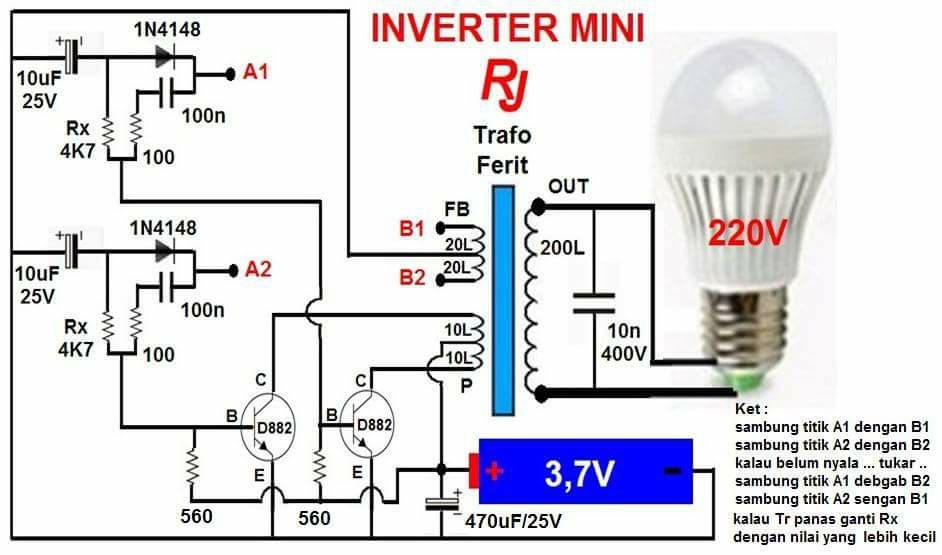 INVERTER MINI
RJ
1N4148
A1
10uF
25V
100n
Rx
4K7
100
Trafo
Ferit
FB
OUT
B1
20L
20L
B2
200L
220V
1N4148
A2
10uF
25V
100n
Rx
4K7
100
10L
10L
P
10n
400V
C
B
D882
E
C
B
D882
E
560
560
+ 3,7V -
470uF/25V
Ket :
sambung titik A1 dengan B1
sambung titik A2 dengan B2
kalau belum nyala ... tukar ..
sambung titik A1 debgab B2
sambung titik A2 sengan B1
kalau Tr panas ganti Rx
dengan nilai yang lebih kecil